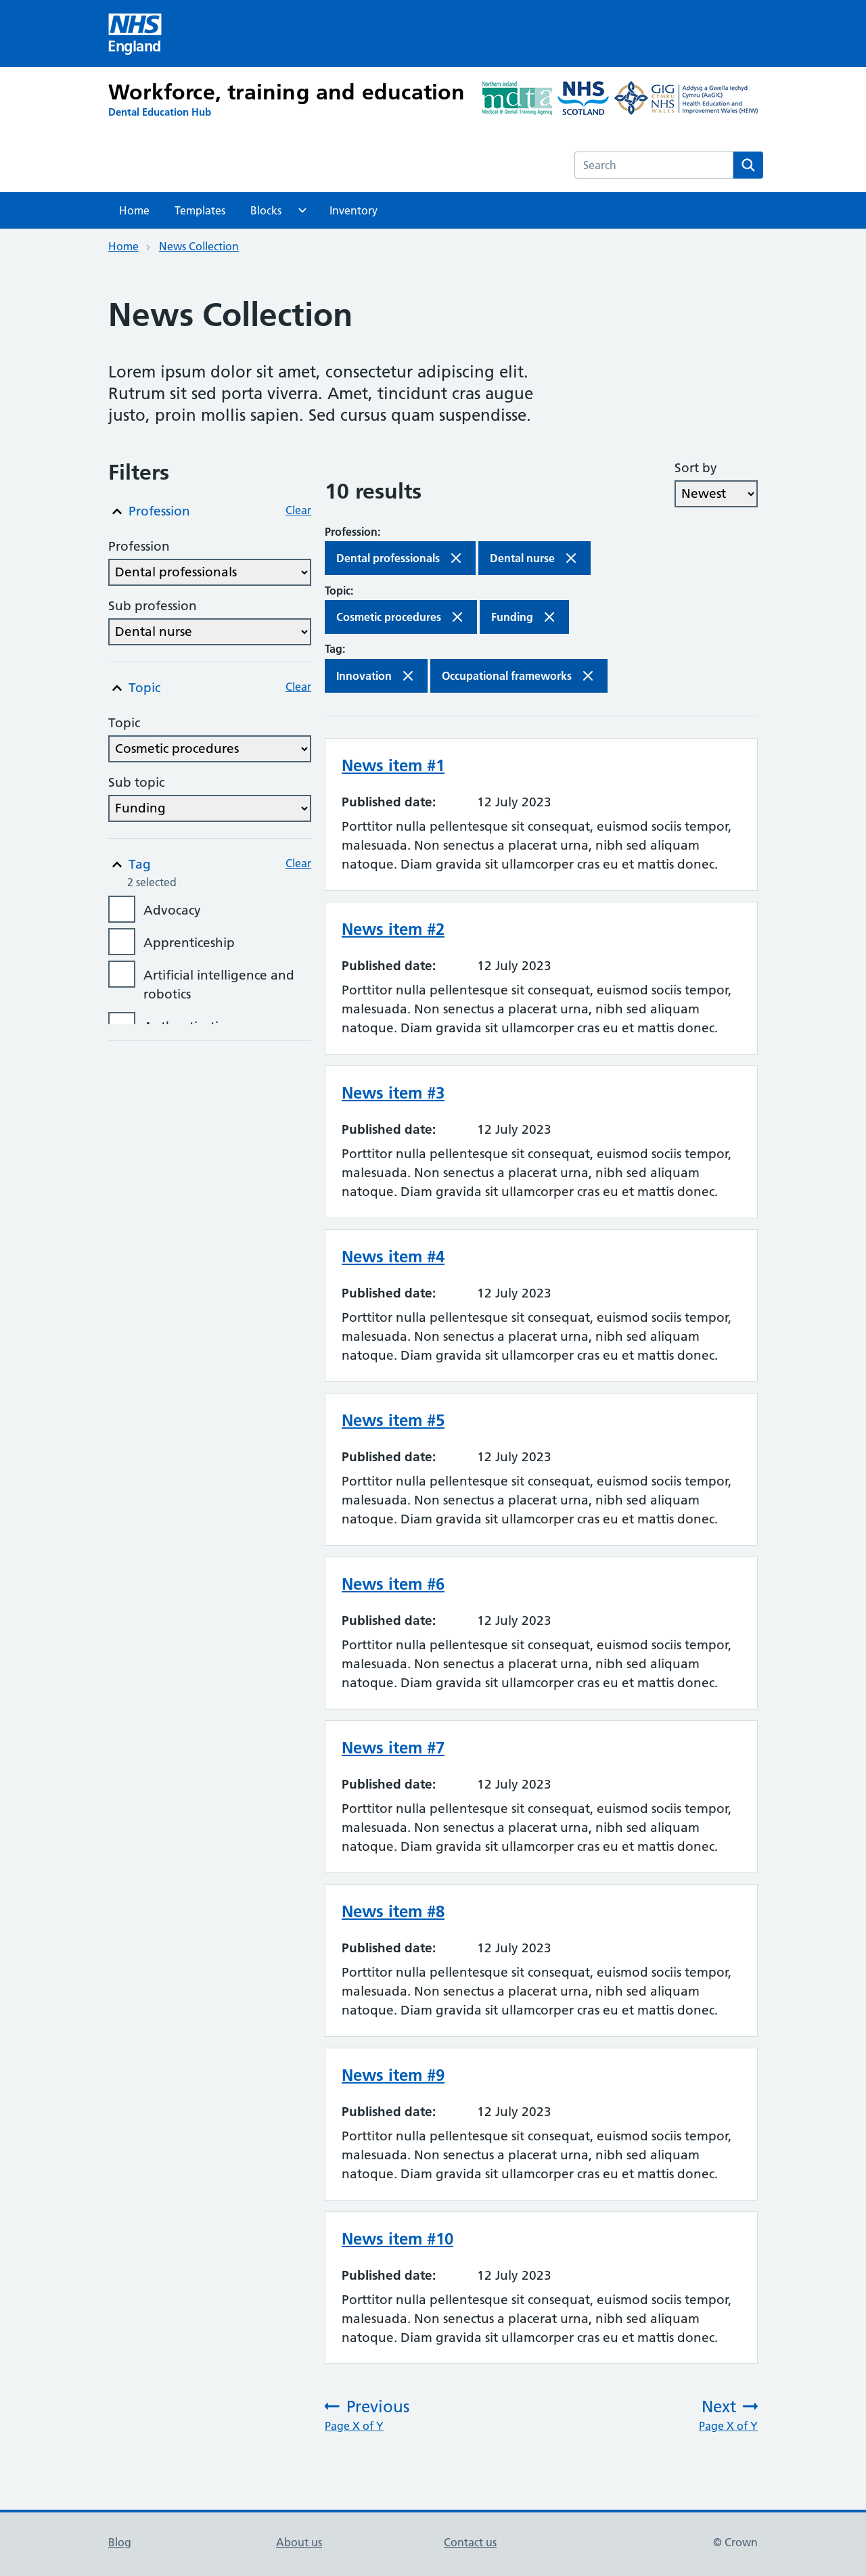 NHS
England
Workforce, training and education
Dental Education Hub
Northern Ireland
mdta
Medical & Dental Training Agency
NHS
SCOTLAND
GIG
CYMRU
NHS
WALES
Addysg a Gwella Iechyd
Cymru (AaGIC)
Health Education and
Improvement Wales (HEIW)
Search
Home
Templates
Blocks
Inventory
Home
News Collection
News Collection
Lorem ipsum dolor sit amet, consectetur adipiscing elit.
Rutrum sit sed porta viverra. Amet, tincidunt cras augue
justo, proin mollis sapien. Sed cursus quam suspendisse.
Filters
Profession
Clear
Profession
Dental professionals
Sub profession
Dental nurse
Topic
Clear
Topic
Cosmetic procedures
Sub topic
Funding
Tag
Clear
2 selected
Advocacy
Apprenticeship
Artificial intelligence and
robotics
10 results
Sort by
Newest
Profession:
Dental professionals
Dental nurse
Topic:
Cosmetic procedures
Funding
Tag:
Innovation
Occupational frameworks
News item #1
Published date: 12 July 2023
Porttitor nulla pellentesque sit consequat, euismod sociis tempor,
malesuada. Non senectus a placerat urna, nibh sed aliquam
natoque. Diam gravida sit ullamcorper cras eu et mattis donec.
News item #2
Published date: 12 July 2023
Porttitor nulla pellentesque sit consequat, euismod sociis tempor,
malesuada. Non senectus a placerat urna, nibh sed aliquam
natoque. Diam gravida sit ullamcorper cras eu et mattis donec.
News item #3
Published date: 12 July 2023
Porttitor nulla pellentesque sit consequat, euismod sociis tempor,
malesuada. Non senectus a placerat urna, nibh sed aliquam
natoque. Diam gravida sit ullamcorper cras eu et mattis donec.
News item #4
Published date: 12 July 2023
Porttitor nulla pellentesque sit consequat, euismod sociis tempor,
malesuada. Non senectus a placerat urna, nibh sed aliquam
natoque. Diam gravida sit ullamcorper cras eu et mattis donec.
News item #5
Published date: 12 July 2023
Porttitor nulla pellentesque sit consequat, euismod sociis tempor,
malesuada. Non senectus a placerat urna, nibh sed aliquam
natoque. Diam gravida sit ullamcorper cras eu et mattis donec.
News item #6
Published date: 12 July 2023
Porttitor nulla pellentesque sit consequat, euismod sociis tempor,
malesuada. Non senectus a placerat urna, nibh sed aliquam
natoque. Diam gravida sit ullamcorper cras eu et mattis donec.
News item #7
Published date: 12 July 2023
Porttitor nulla pellentesque sit consequat, euismod sociis tempor,
malesuada. Non senectus a placerat urna, nibh sed aliquam
natoque. Diam gravida sit ullamcorper cras eu et mattis donec.
News item #8
Published date: 12 July 2023
Porttitor nulla pellentesque sit consequat, euismod sociis tempor,
malesuada. Non senectus a placerat urna, nibh sed aliquam
natoque. Diam gravida sit ullamcorper cras eu et mattis donec.
News item #9
Published date: 12 July 2023
Porttitor nulla pellentesque sit consequat, euismod sociis tempor,
malesuada. Non senectus a placerat urna, nibh sed aliquam
natoque. Diam gravida sit ullamcorper cras eu et mattis donec.
News item #10
Published date: 12 July 2023
Porttitor nulla pellentesque sit consequat, euismod sociis tempor,
malesuada. Non senectus a placerat urna, nibh sed aliquam
natoque. Diam gravida sit ullamcorper cras eu et mattis donec.
Previous
Page X of Y
Next
Page X of Y
Blog
About us
Contact us
© Crown